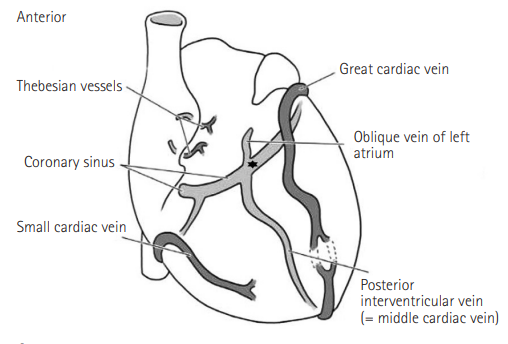 Anterior
Great cardiac vein
Thebesian vessels
Oblique vein of left
atrium
Coronary sinus
Small cardiac vein
Posterior
interventricular vein
(= middle cardiac vein)